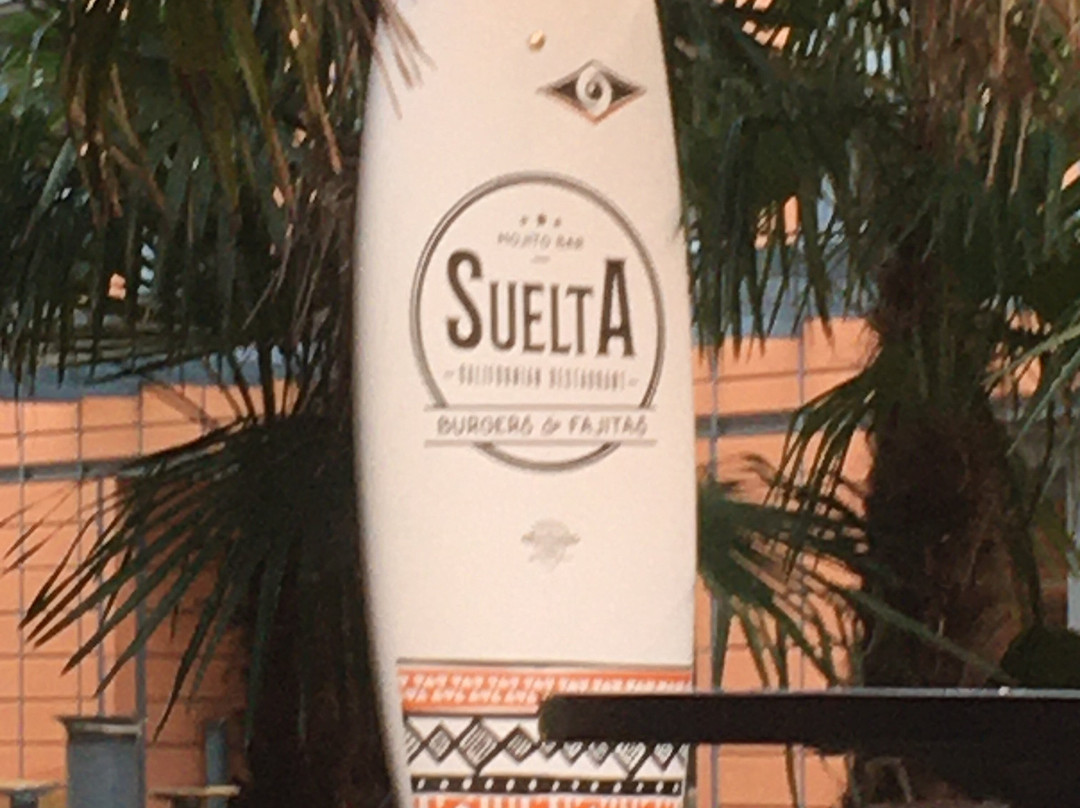 MOJITO BAR
SUELTA
CALIFORNIAN RESTAURANT
BURGERS & FAJITAS